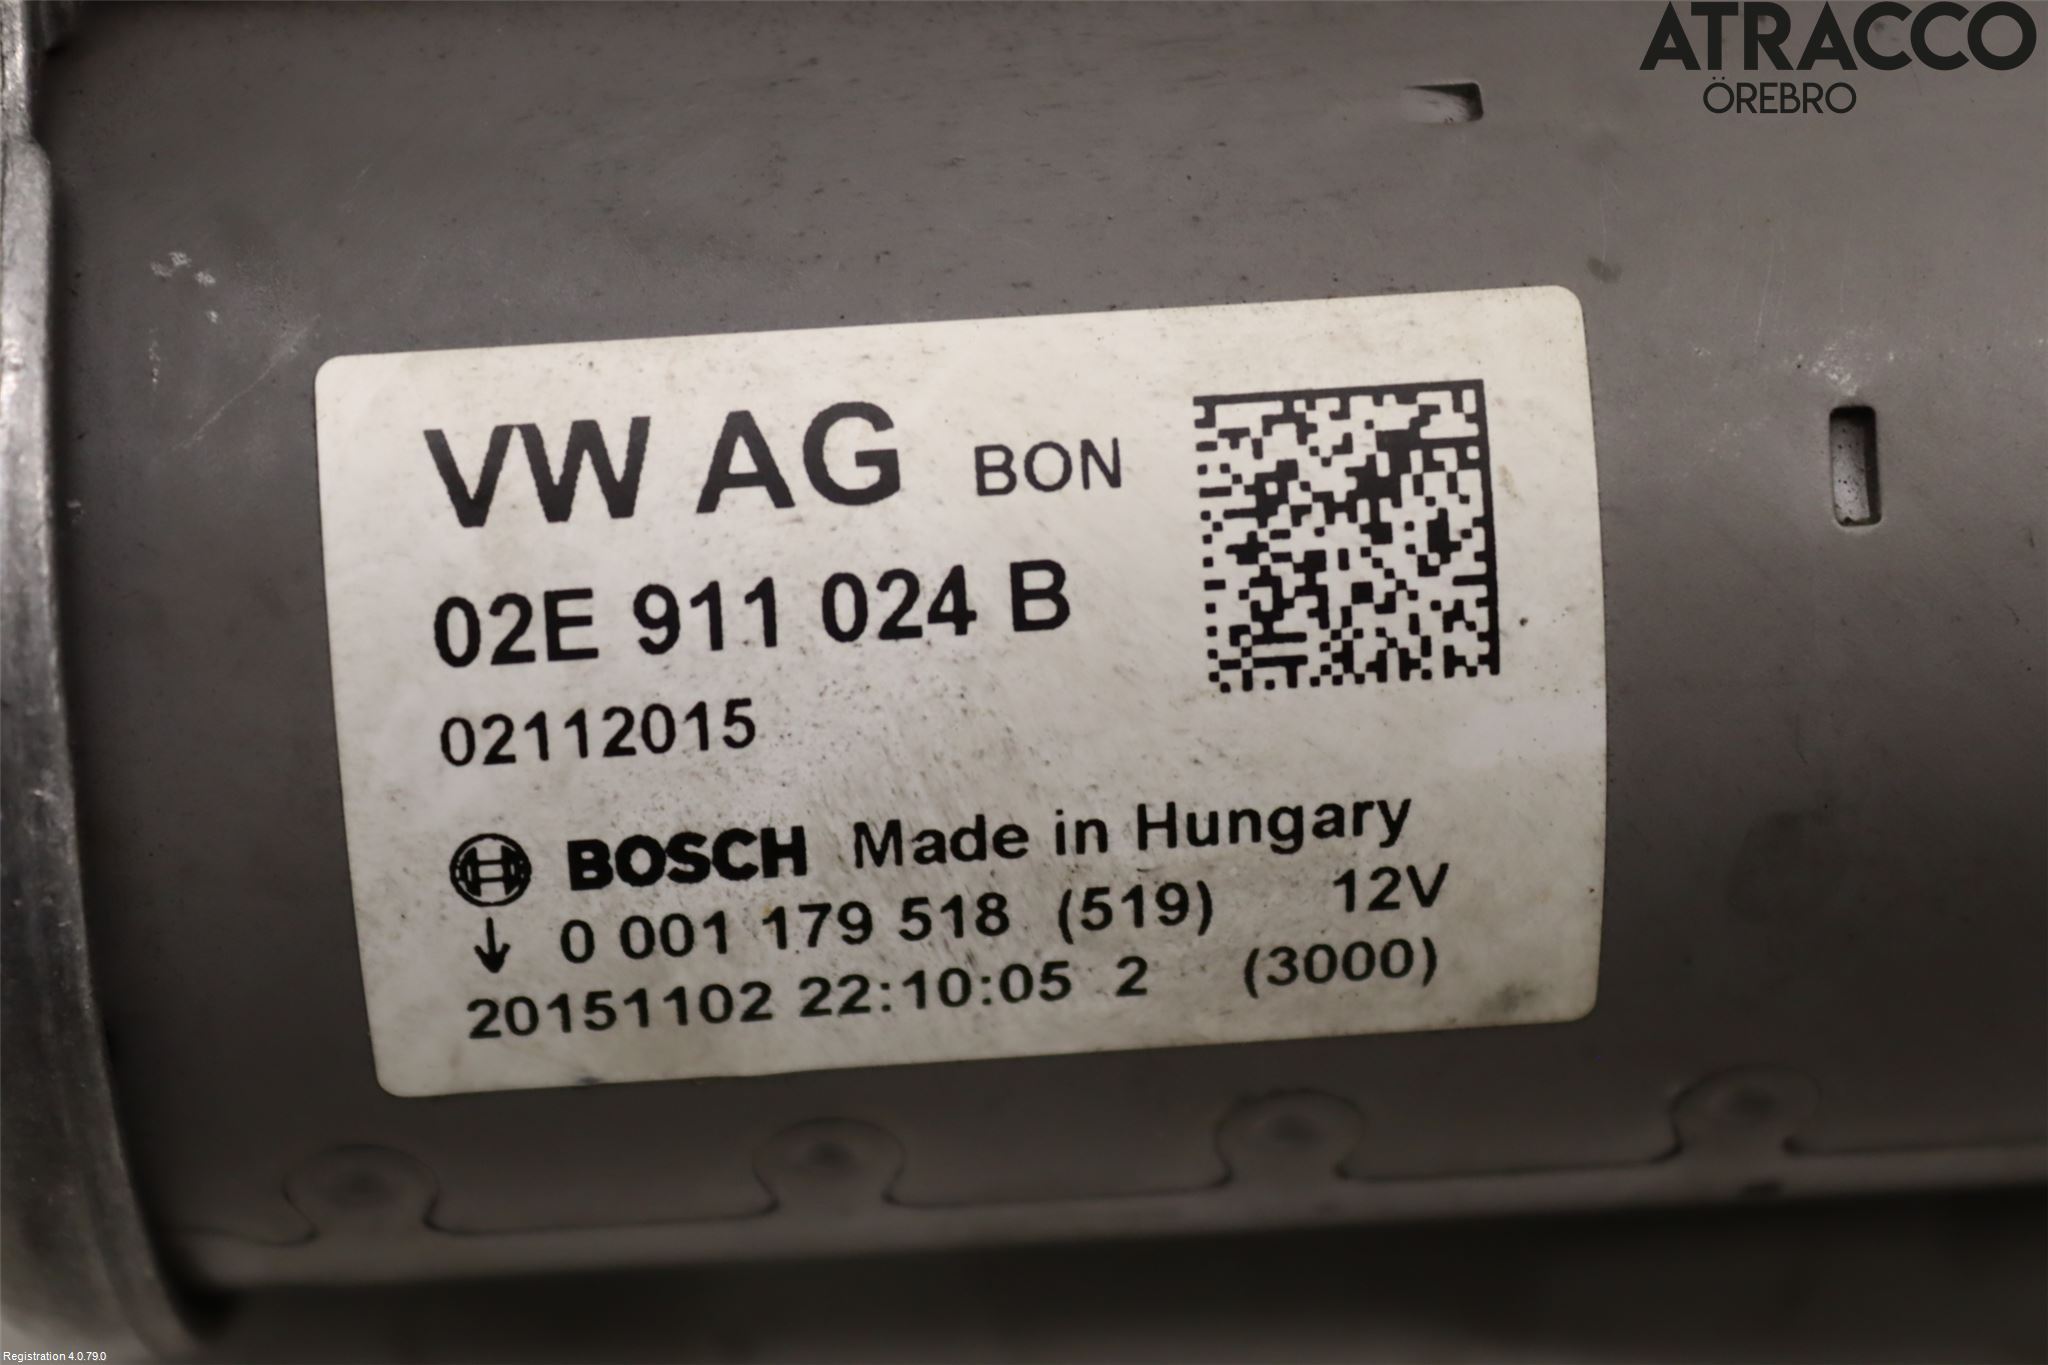 ATRACCO
ÖREBRO
VW AG BON
02E 911 024 B
02112015
BOSCH Made in Hungary
0 001 179 518 (519) 12V
20151102 22:10:05 2 (3000)
Registration 4.0.79.0